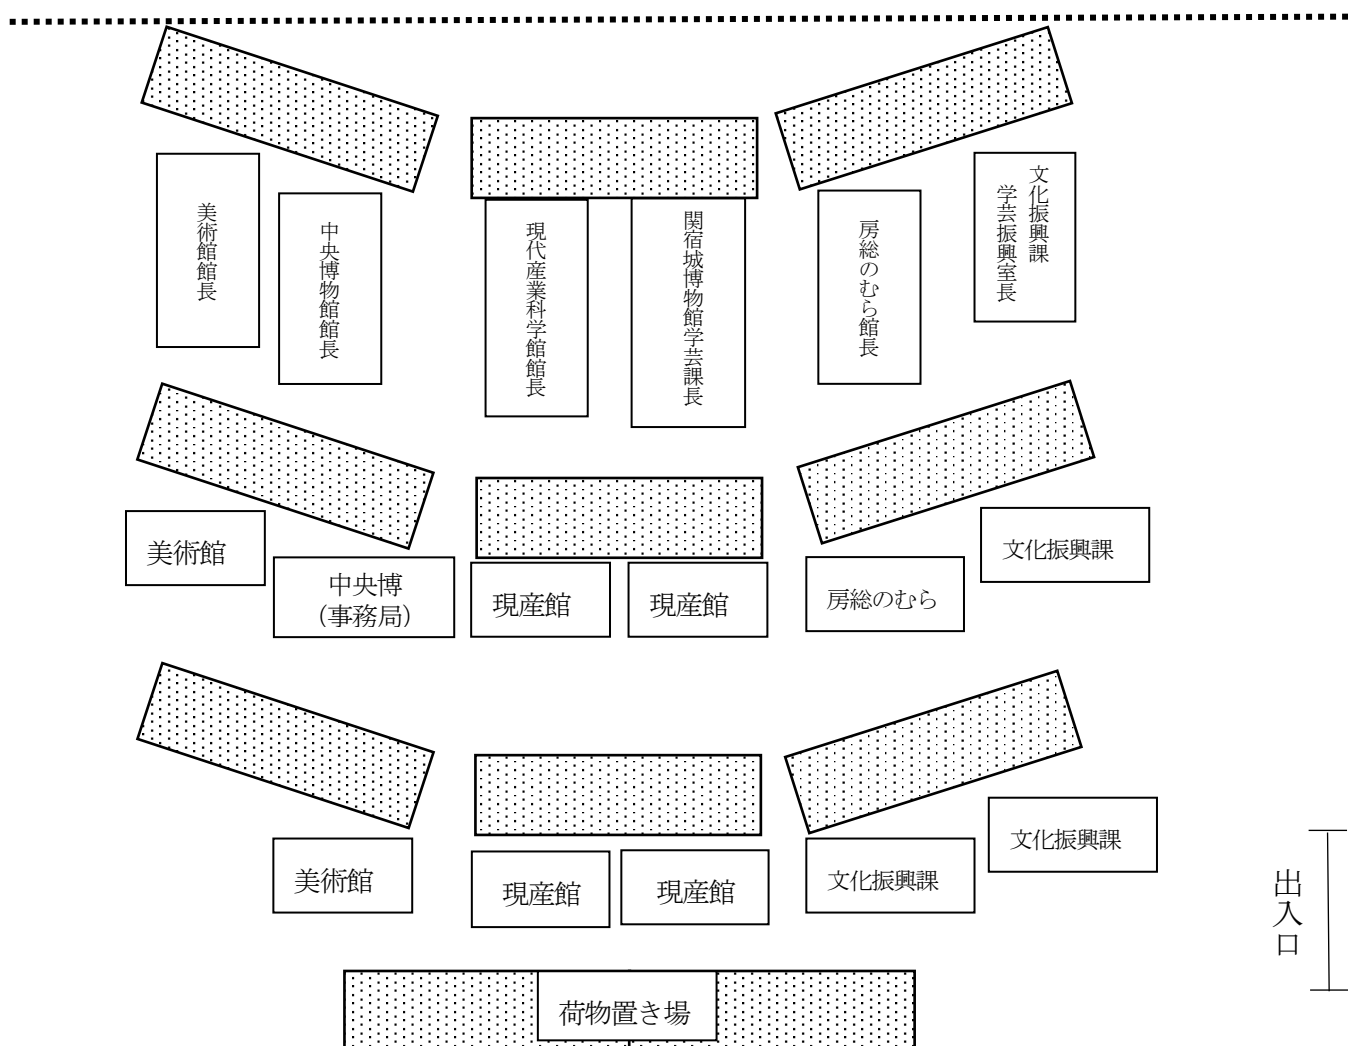 美術館館長
中央博物館館長
現代産業科学館館長
関宿城博物館学芸課長
房総のむら館長
文化振興課
学芸振興室長
美術館
中央博
（事務局）
現産館
現産館
房総のむら
文化振興課
美術館
現産館
現産館
文化振興課
文化振興課
出入口
荷物置き場